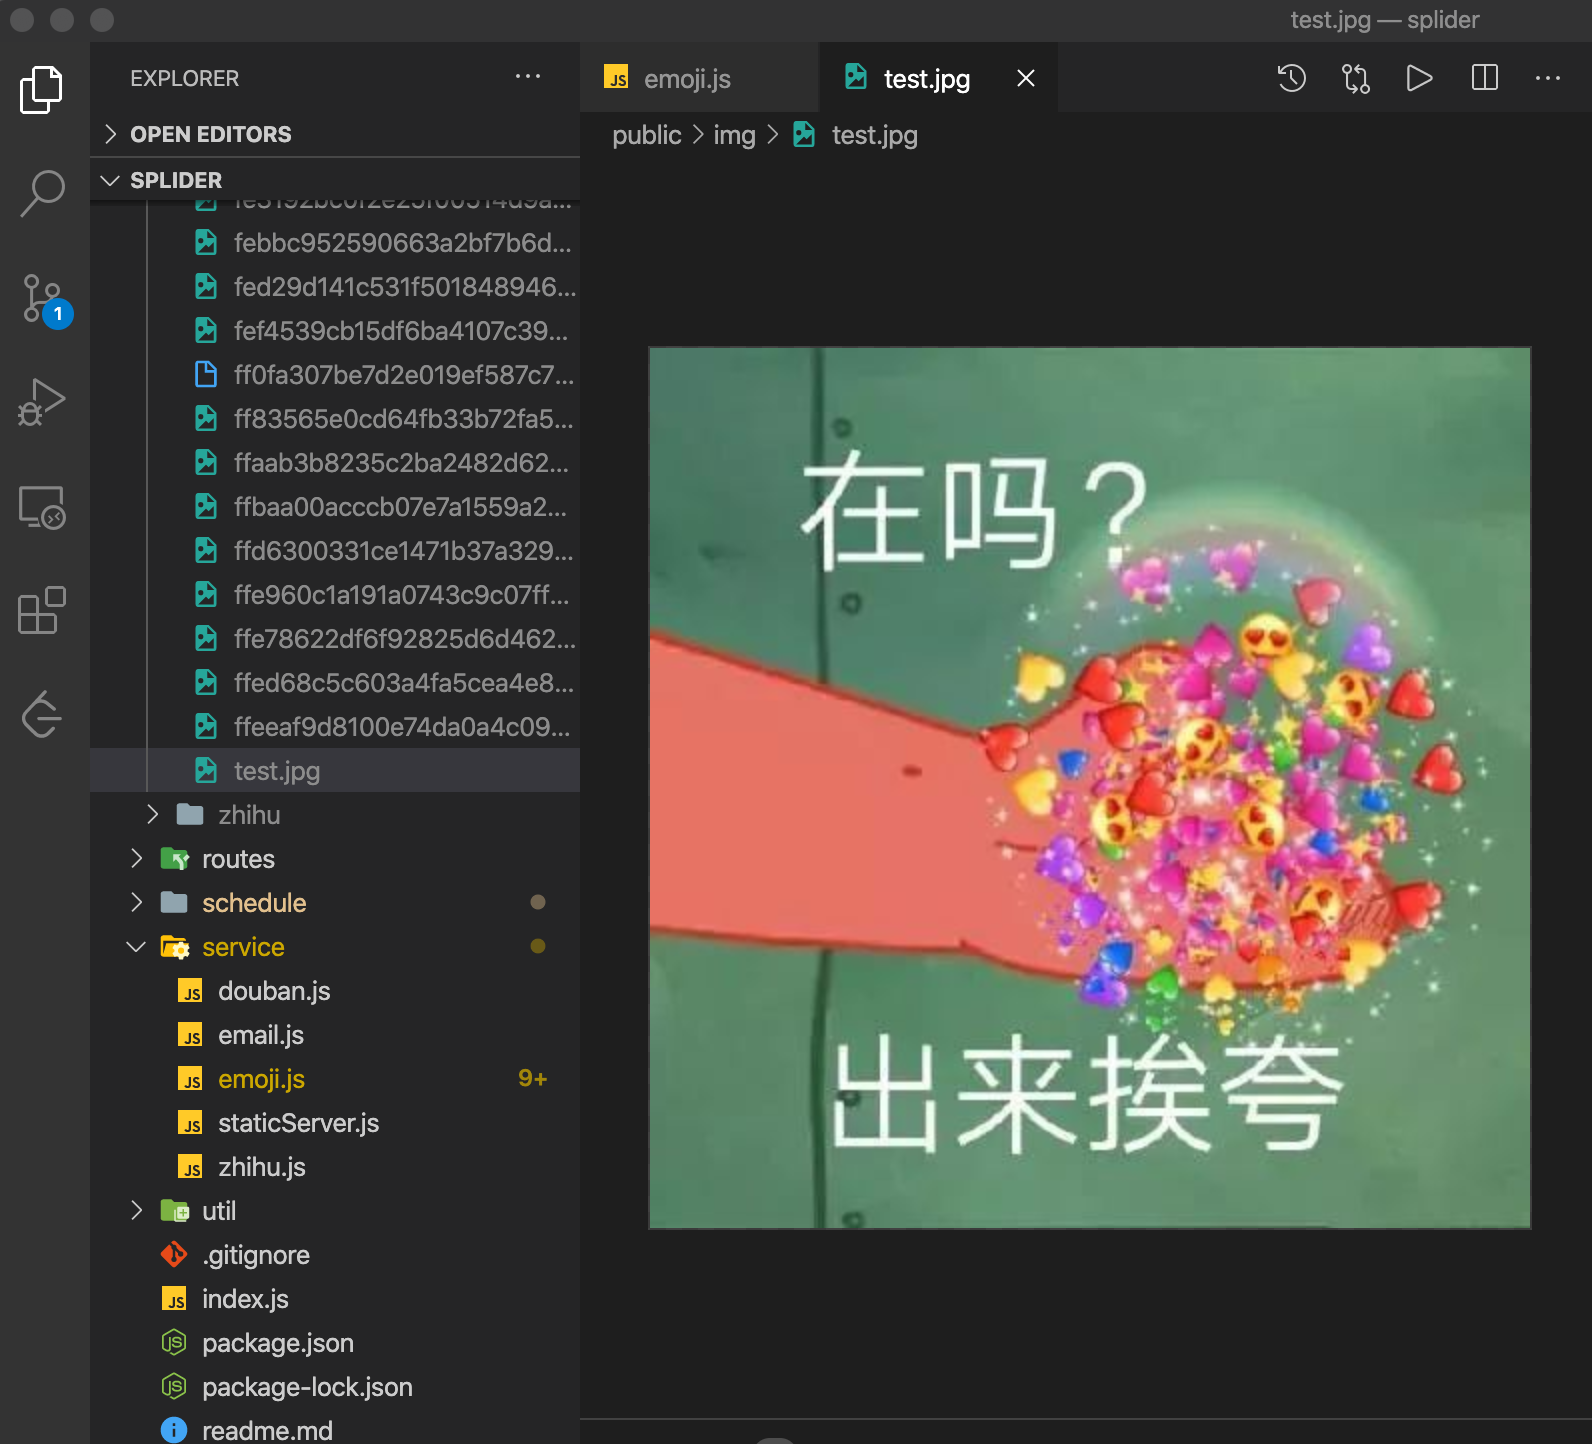 test.jpg — splider
EXPLORER
emoji.js
test.jpg
OPEN EDITORS
public > img > test.jpg
SPLIDER
febbc952590663a2bf7b6d...
fed29d141c531f501848946...
fef4539cb15df6ba4107c39...
ff0fa307be7d2e019ef587c7...
ff83565e0cd64fb33b72fa5...
ffaab3b8235c2ba2482d62...
ffbaa00acccb07e7a1559a2...
ffd6300331ce1471b37a329...
ffe960c1a191a0743c9c07ff...
ffe78622df6f92825d6d462...
ffed68c5c603a4fa5cea4e8...
ffeeaf9d8100e74da0a4c09...
test.jpg
zhihu
routes
schedule
service
douban.js
email.js
emoji.js 9+
staticServer.js
zhihu.js
util
.gitignore
index.js
package.json
package-lock.json
readme.md
1
在吗？
出来挨夸